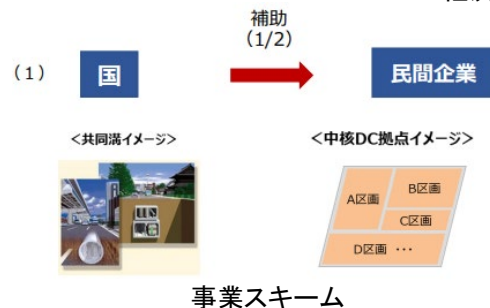 補助
(1/2)
(1)
国
民間企業
<共同溝イメージ>
<中核DC拠点イメージ>
A区画
B区画
C区画
D区画 ・・・
事業スキーム